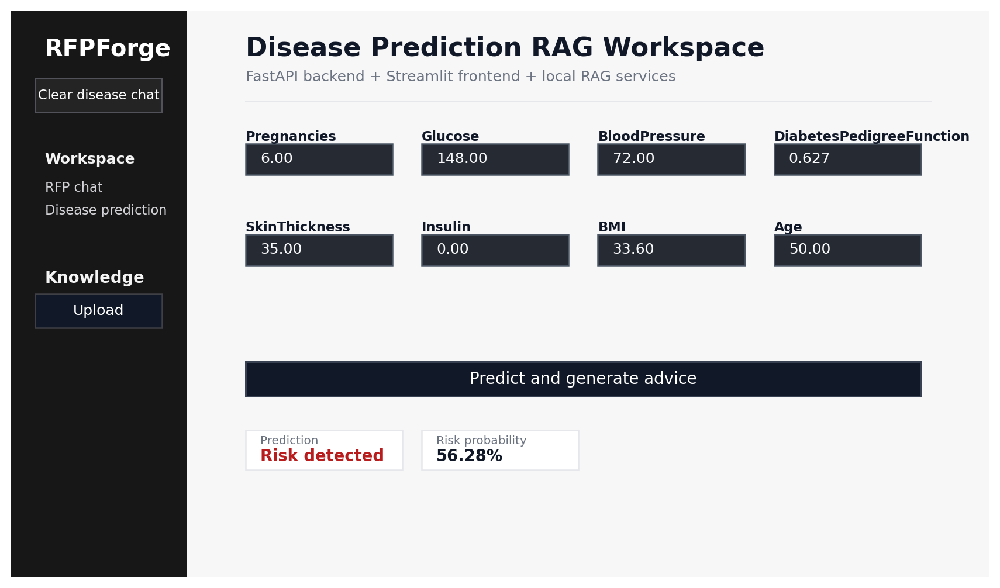 RFPForge
Clear disease chat
Workspace
RFP chat
Disease prediction
Knowledge
Upload
Disease Prediction RAG Workspace
FastAPI backend + Streamlit frontend + local RAG services
Pregnancies Glucose BloodPressure DiabetesPedigreeFunction
6.00 148.00 72.00 0.627
SkinThickness Insulin BMI Age
35.00 0.00 33.60 50.00
Predict and generate advice
Prediction Risk probability
Risk detected 56.28%